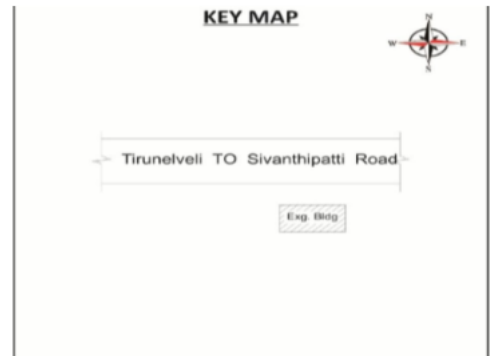 KEY MAP
N
W E
S
Tirunelveli TO Sivanthipatti Road
Exg. Bldg